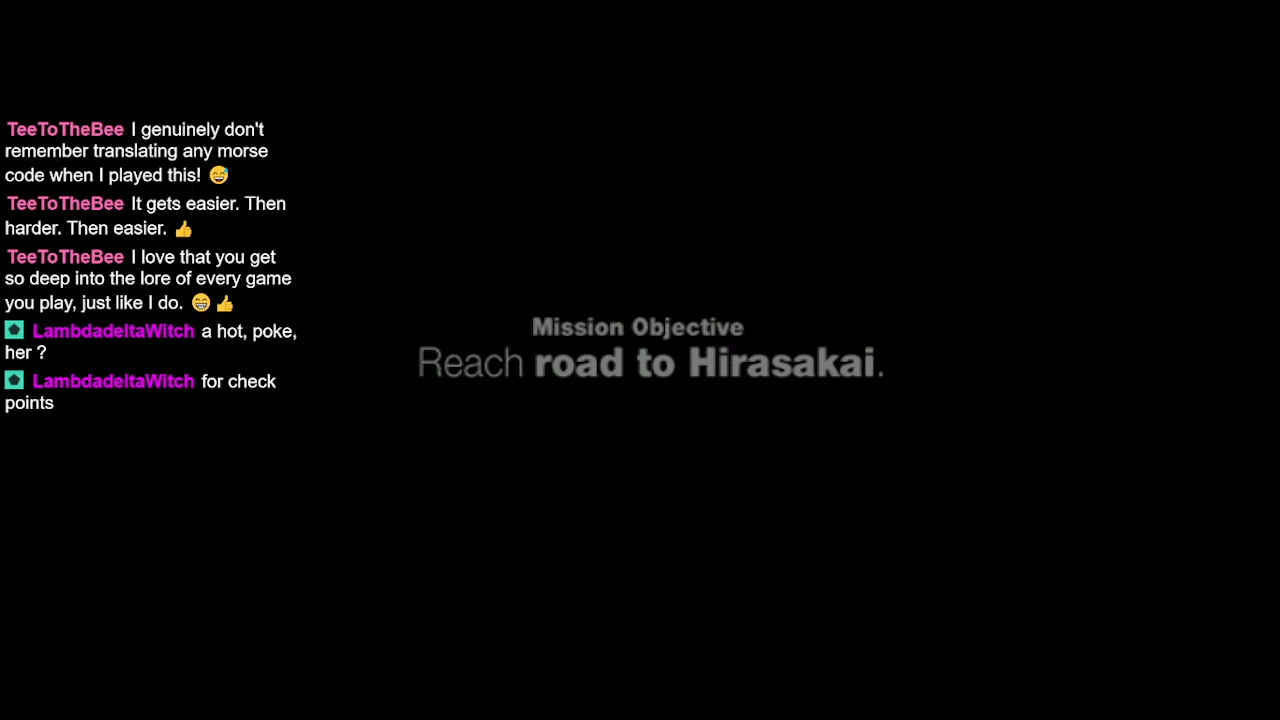 TeeToTheBee I genuinely don't
remember translating any morse
code when I played this! 😅
TeeToTheBee It gets easier. Then
harder. Then easier. 👍
TeeToTheBee I love that you get
so deep into the lore of every game
you play, just like I do. 😁👍
LambdadeltaWitch a hot, poke,
her ?
LambdadeltaWitch for check
points
Mission Objective
Reach road to Hirasakai.